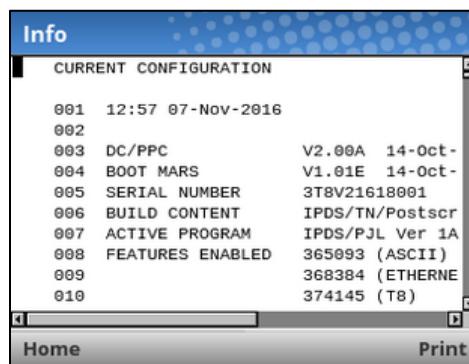 Info
CURRENT CONFIGURATION
001 12:57 07-Nov-2016
002
003 DC/PPC V2.00A 14-Oct-
004 BOOT MARS V1.01E 14-Oct-
005 SERIAL NUMBER 3T8V21618001
006 BUILD CONTENT IPDS/TN/Postscr
007 ACTIVE PROGRAM IPDS/PJL Ver 1A
008 FEATURES ENABLED 365093 (ASCII)
009 368384 (ETHERNE
010 374145 (T8)
Home Print